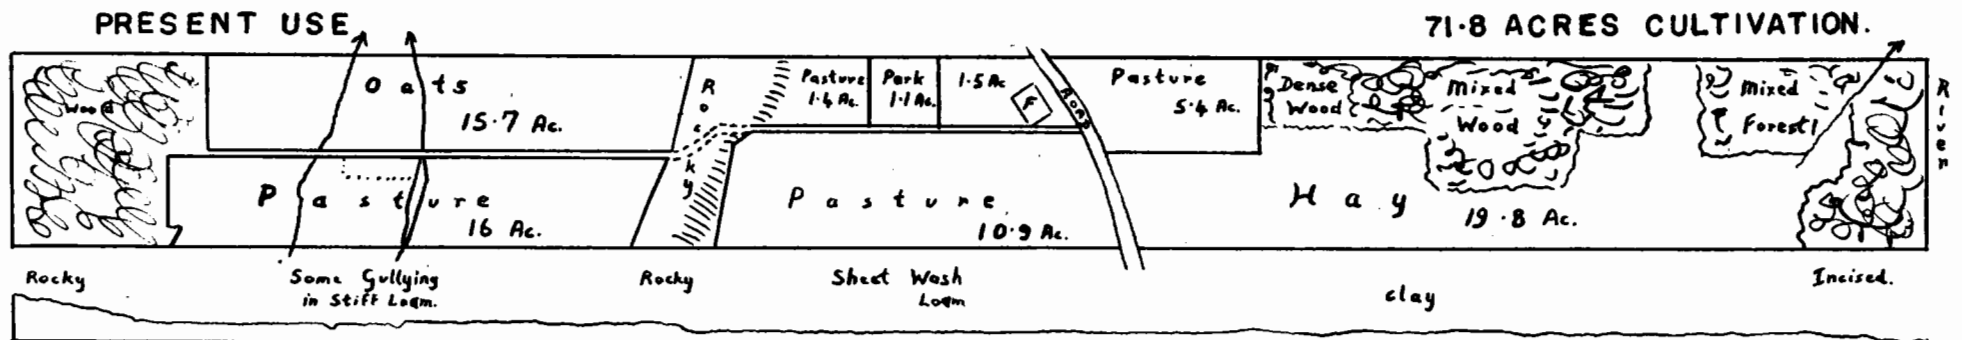 PRESENT USE
71·8 ACRES CULTIVATION.
Wood
Oats
15·7 Ac.
Rocky
Pasture
1·4 Ac.
Park
1·1 Ac.
1·5 Ac
F
ROAD
Pasture
5·4 Ac.
Dense
Wood
Mixed
Wood
Mixed
Forest
River
Pasture
16 Ac.
Pasture
10·9 Ac.
Hay
19·8 Ac.
Rocky
Some Gullying
in Stiff Loam.
Rocky
Sheet Wash
Loam
clay
Incised.